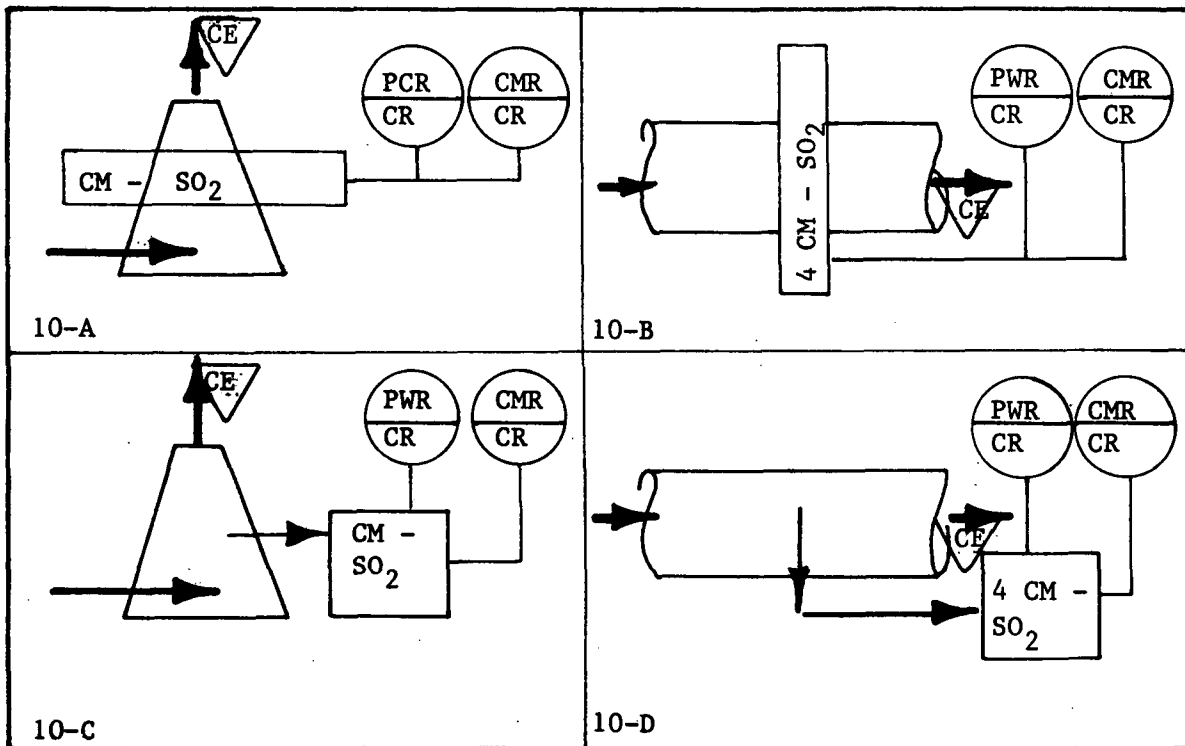 CE
PCR
CR
CMR
CR
CM - SO2
10-A
PWR
CR
CMR
CR
4 CM - SO2
CE
10-B
CE
PWR
CR
CMR
CR
CM -
SO2
10-C
PWR
CR
CMR
CR
CE
4 CM -
SO2
10-D